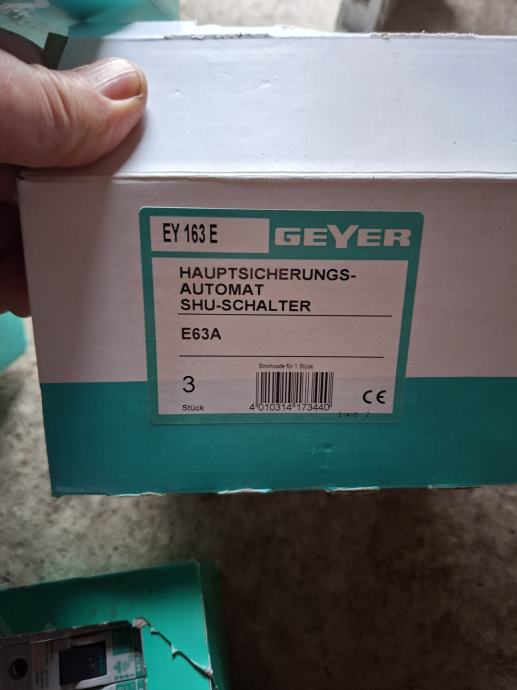 EY 163 E
GEYER
HAUPTSICHERUNGS-
AUTOMAT
SHU-SCHALTER
E63A
Strichcode für 1 Stück
3
Stück
4 010314 173440
CE